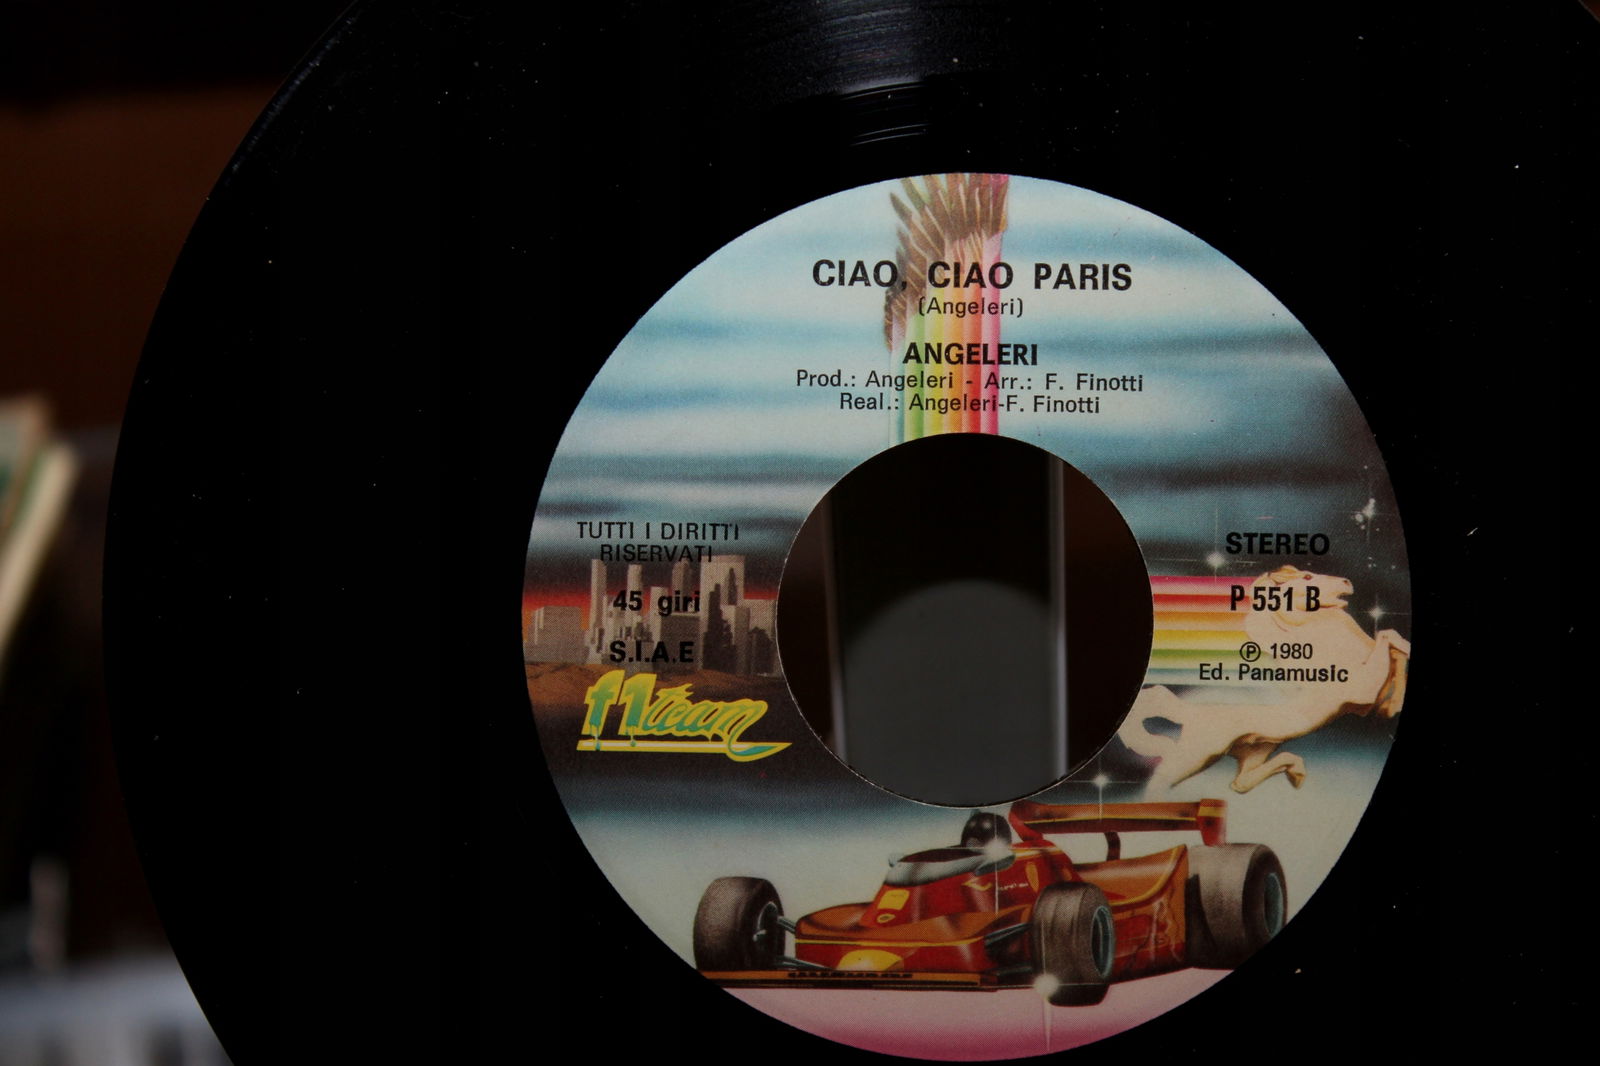 CIAO, CIAO PARIS
(Angeleri)
ANGELERI
Prod.: Angeleri - Arr.: F. Finotti
Real.: Angeleri-F. Finotti
TUTTI I DIRITTI
RISERVATI
45 giri
S.I.A.E
f1 team
STEREO
P 551 B
℗ 1980
Ed. Panamusic